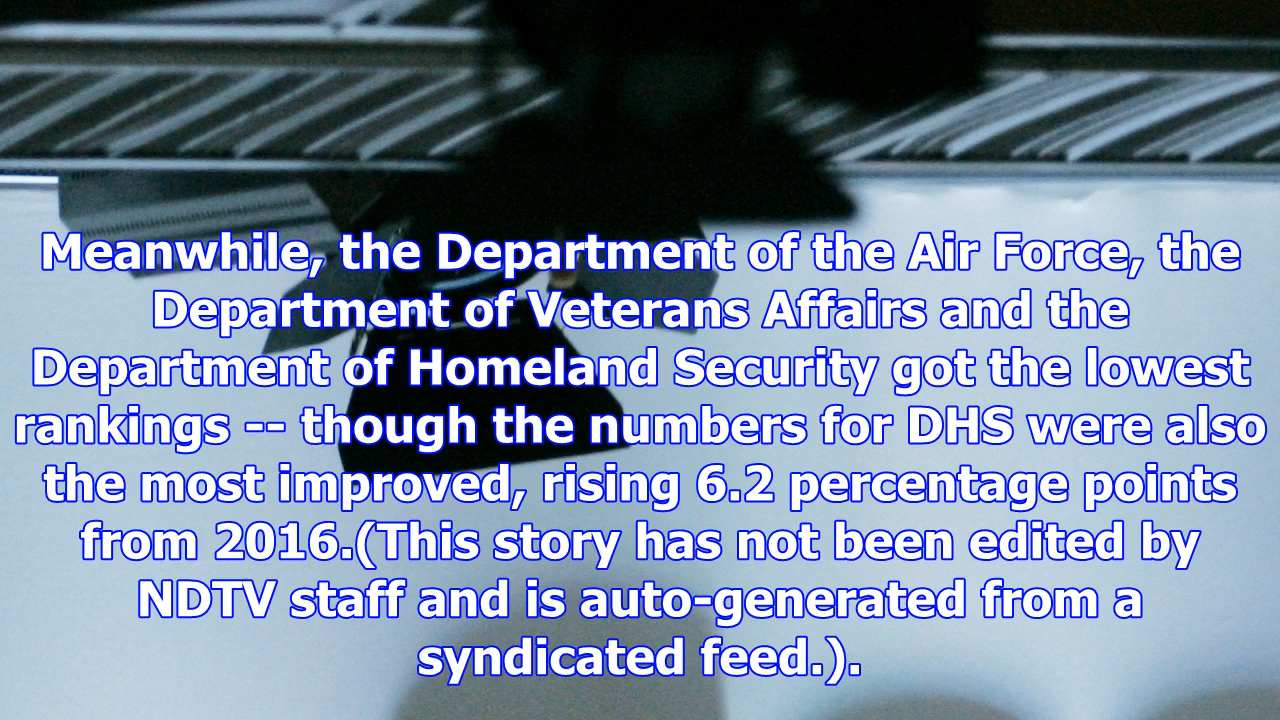 Meanwhile, the Department of the Air Force, the
Department of Veterans Affairs and the
Department of Homeland Security got the lowest
rankings -- though the numbers for DHS were also
the most improved, rising 6.2 percentage points
from 2016.(This story has not been edited by
NDTV staff and is auto-generated from a
syndicated feed.).